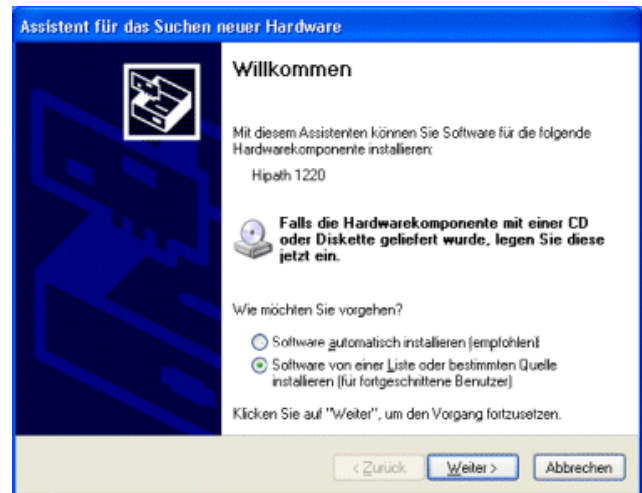 Assistent für das Suchen neuer Hardware
Willkommen
Mit diesem Assistenten können Sie Software für die folgende
Hardwarekomponente installieren:
Hipath 1220
Falls die Hardwarekomponente mit einer CD
oder Diskette geliefert wurde, legen Sie diese
jetzt ein.
Wie möchten Sie vorgehen?
Software automatisch installieren (empfohlen)
Software von einer Liste oder bestimmten Quelle
installieren (für fortgeschrittene Benutzer)
Klicken Sie auf "Weiter", um den Vorgang fortzusetzen.
< Zurück Weiter > Abbrechen